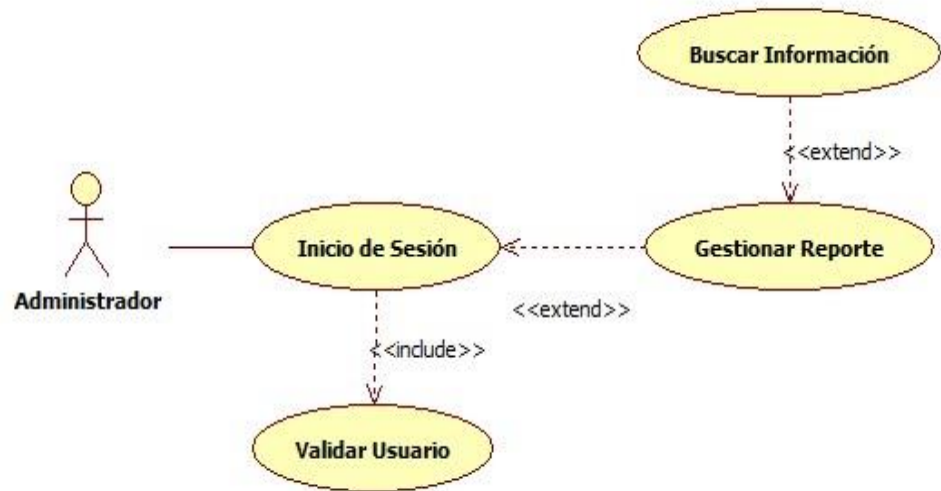 Buscar Información
<<extend>>
Inicio de Sesión
Gestionar Reporte
Administrador
<<extend>>
<<include>>
Validar Usuario